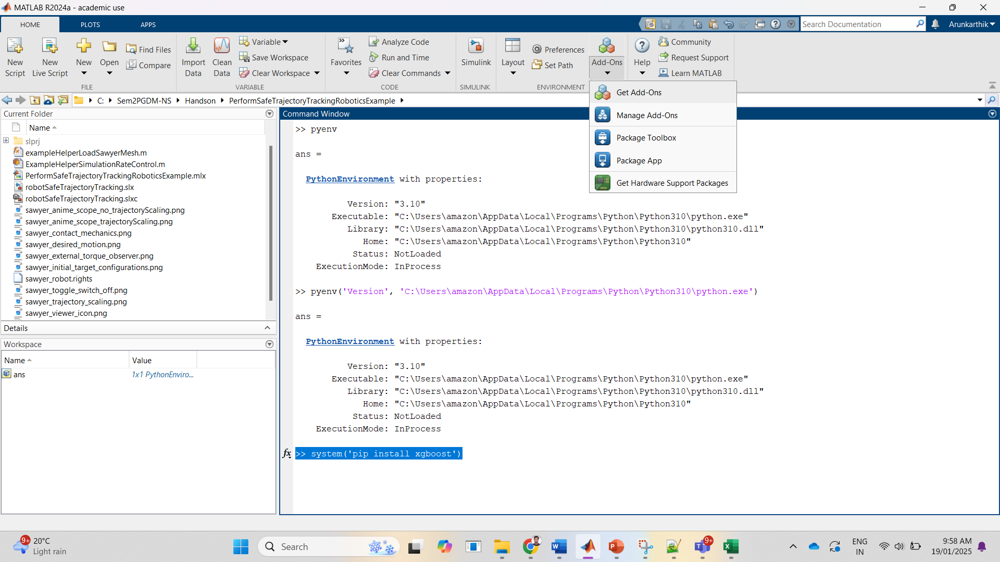 MATLAB R2024a - academic use
HOME PLOTS APPS
Search Documentation
Arunkarthik
New Script
New Live Script
New
Open
Find Files
Compare
FILE
Import Data
Clean Data
Variable
Save Workspace
Clear Workspace
VARIABLE
Favorites
Analyze Code
Run and Time
Clear Commands
CODE
Simulink
SIMULINK
Layout
Preferences
Set Path
ENVIRONMENT
Add-Ons
Help
Community
Request Support
Learn MATLAB
Get Add-Ons
Manage Add-Ons
Package Toolbox
Package App
Get Hardware Support Packages
C: Sem2PGDM-NS Handson PerformSafeTrajectoryTrackingRoboticsExample
Current Folder
Name
slprj
exampleHelperLoadSawyerMesh.m
ExampleHelperSimulationRateControl.m
PerformSafeTrajectoryTrackingRoboticsExample.mlx
robotSafeTrajectoryTracking.slx
robotSafeTrajectoryTracking.slxc
sawyer_anime_scope_no_trajectoryScaling.png
sawyer_anime_scope_trajectoryScaling.png
sawyer_contact_mechanics.png
sawyer_desired_motion.png
sawyer_external_torque_observer.png
sawyer_initial_target_configurations.png
sawyer_robot.rights
sawyer_toggle_switch_off.png
sawyer_trajectory_scaling.png
sawyer_viewer_icon.png
Details
Workspace
Name Value
ans 1x1 PythonEnviro...
Command Window
>> pyenv
ans =
PythonEnvironment with properties:
Version: "3.10"
Executable: "C:\Users\amazon\AppData\Local\Programs\Python\Python310\python.exe"
Library: "C:\Users\amazon\AppData\Local\Programs\Python\Python310\python310.dll"
Home: "C:\Users\amazon\AppData\Local\Programs\Python\Python310"
Status: NotLoaded
ExecutionMode: InProcess
>> pyenv('Version', 'C:\Users\amazon\AppData\Local\Programs\Python\Python310\python.exe')
ans =
PythonEnvironment with properties:
Version: "3.10"
Executable: "C:\Users\amazon\AppData\Local\Programs\Python\Python310\python.exe"
Library: "C:\Users\amazon\AppData\Local\Programs\Python\Python310\python310.dll"
Home: "C:\Users\amazon\AppData\Local\Programs\Python\Python310"
Status: NotLoaded
ExecutionMode: InProcess
fx >> system('pip install xgboost')
9+ 20°C
Light rain
Search
9+
ENG
IN
9:58 AM
19/01/2025